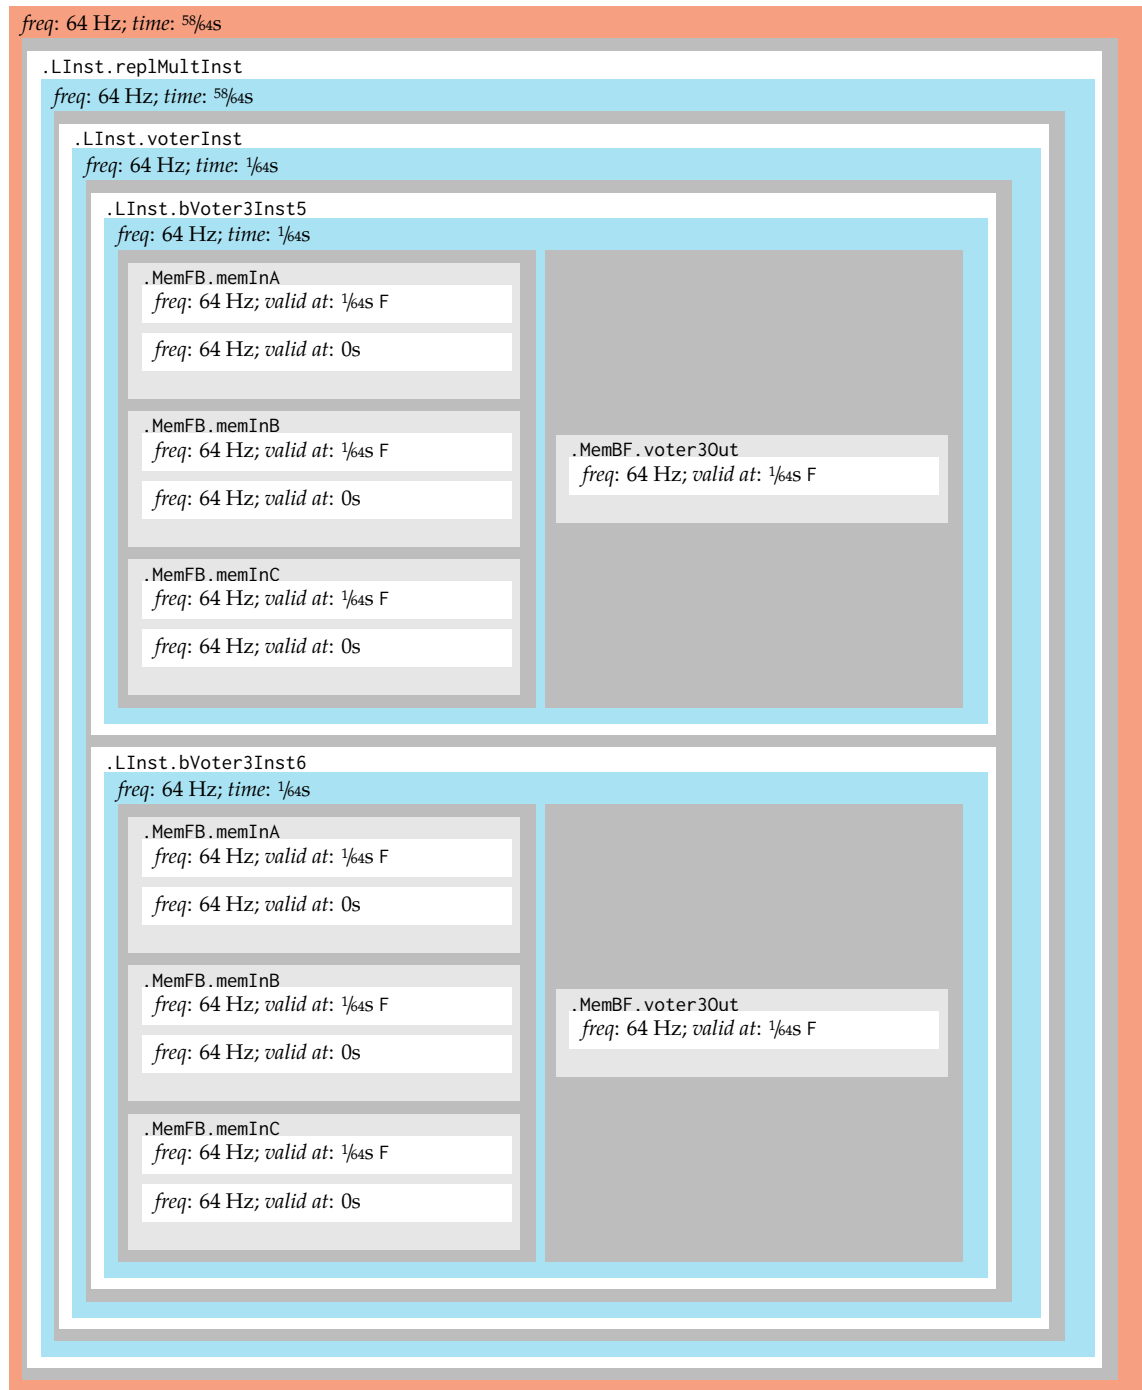 freq: 64 Hz; time: 58/64s
.LInst.replMultInst
freq: 64 Hz; time: 58/64s
.LInst.voterInst
freq: 64 Hz; time: 1/64s
.LInst.bVoter3Inst5
freq: 64 Hz; time: 1/64s
.MemFB.memInA
freq: 64 Hz; valid at: 1/64s F
freq: 64 Hz; valid at: 0s
.MemFB.memInB
freq: 64 Hz; valid at: 1/64s F
freq: 64 Hz; valid at: 0s
.MemFB.memInC
freq: 64 Hz; valid at: 1/64s F
freq: 64 Hz; valid at: 0s
.MemBF.voter3Out
freq: 64 Hz; valid at: 1/64s F
.LInst.bVoter3Inst6
freq: 64 Hz; time: 1/64s
.MemFB.memInA
freq: 64 Hz; valid at: 1/64s F
freq: 64 Hz; valid at: 0s
.MemFB.memInB
freq: 64 Hz; valid at: 1/64s F
freq: 64 Hz; valid at: 0s
.MemFB.memInC
freq: 64 Hz; valid at: 1/64s F
freq: 64 Hz; valid at: 0s
.MemBF.voter3Out
freq: 64 Hz; valid at: 1/64s F